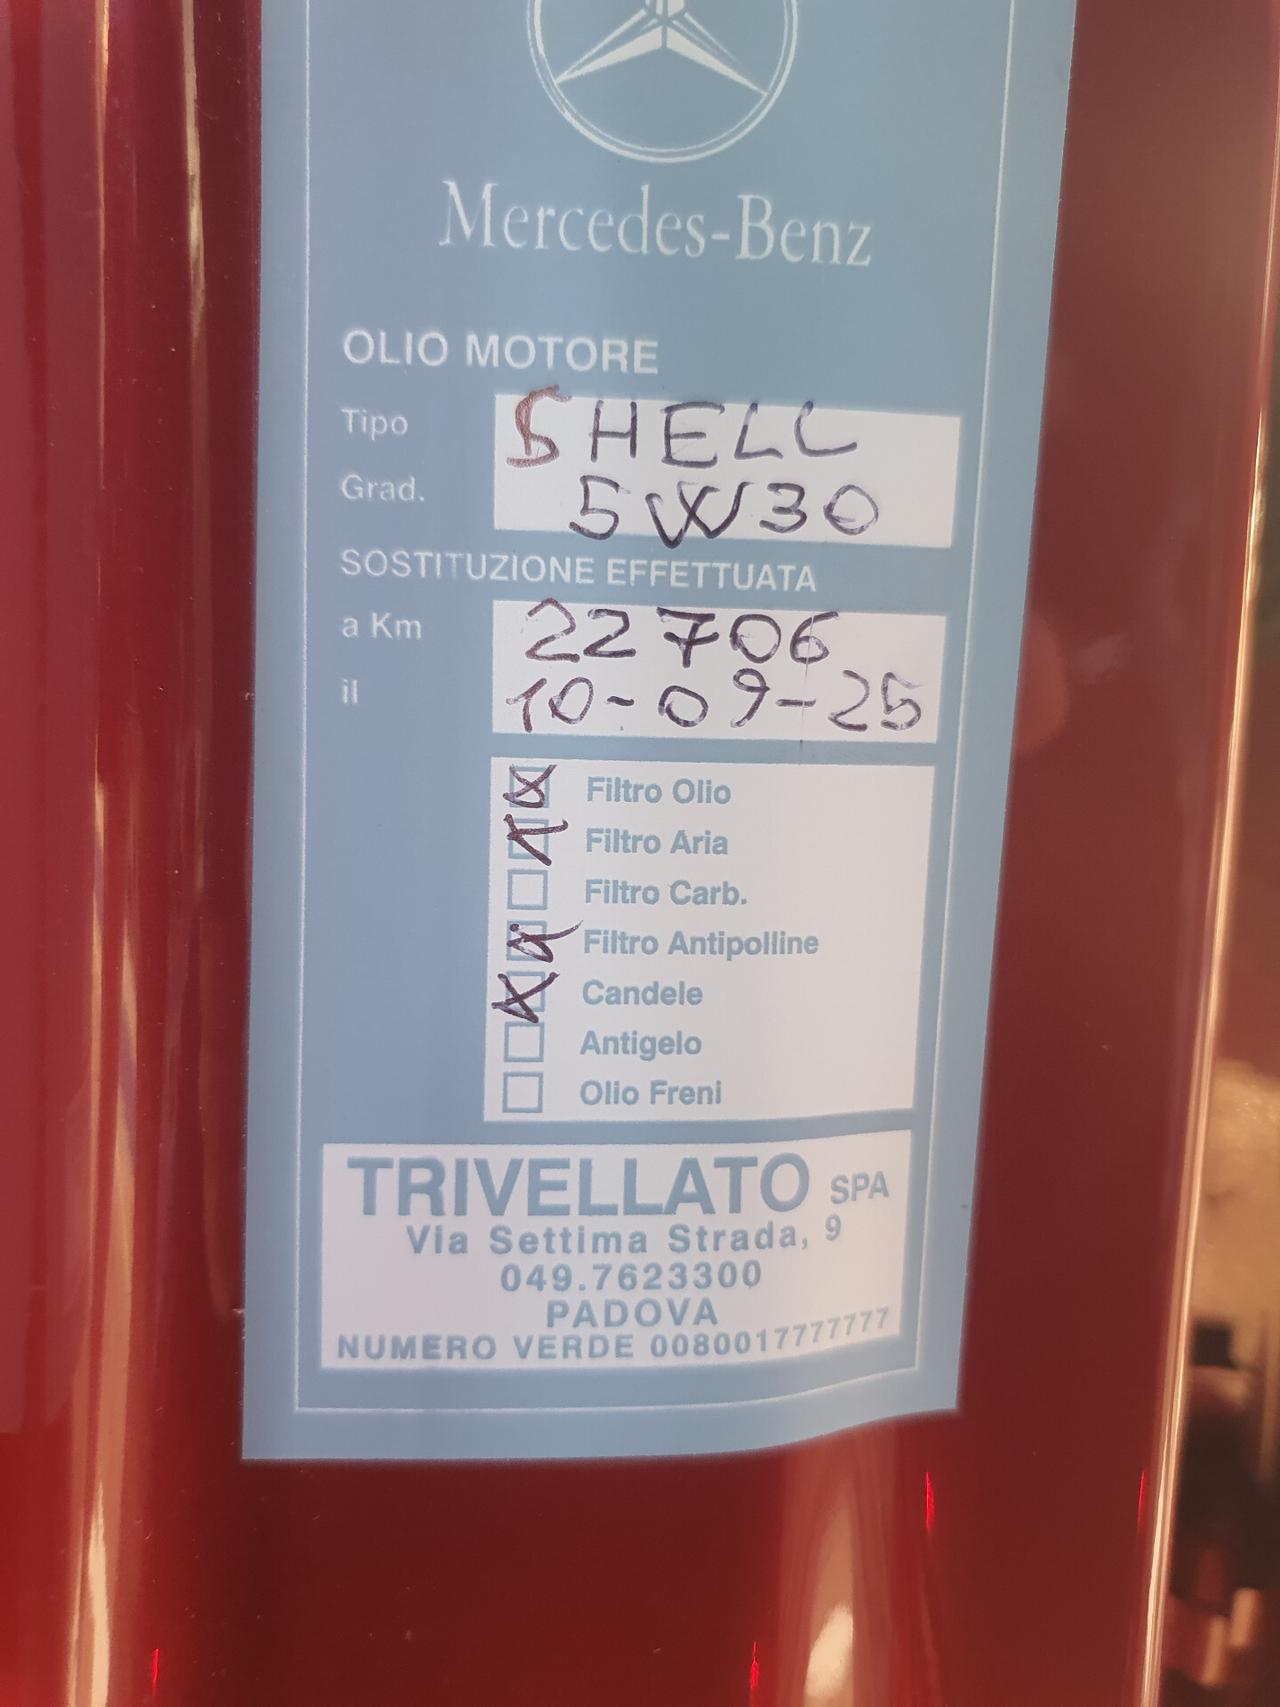 Mercedes-Benz
OLIO MOTORE
Tipo SHELL
Grad. 5W30
SOSTITUZIONE EFFETTUATA
a Km 22706
il 10-09-25
Filtro Olio
Filtro Aria
Filtro Carb.
Filtro Antipolline
Candele
Antigelo
Olio Freni
TRIVELLATO SPA
Via Settima Strada, 9
049.7623300
PADOVA
NUMERO VERDE 0080017777777